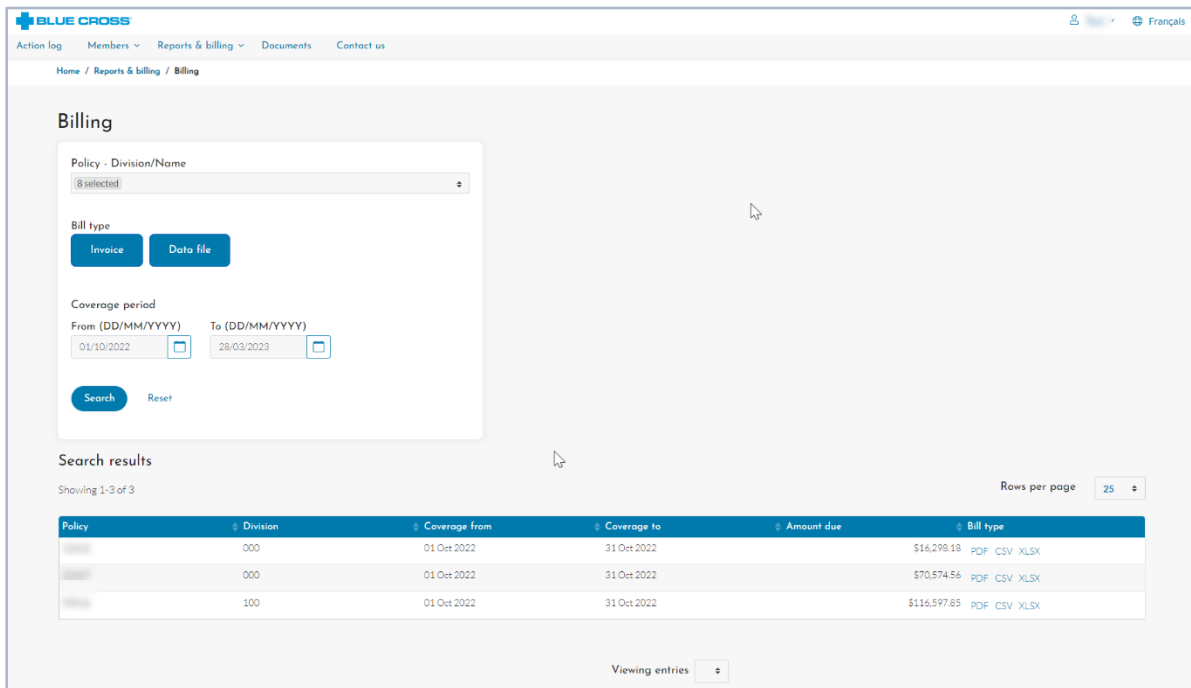 BLUE CROSS
Français
Action log Members Reports & billing Documents Contact us
Home / Reports & billing / Billing
Billing
Policy - Division/Name
8 selected
Bill type
Invoice Data file
Coverage period
From (DD/MM/YYYY) To (DD/MM/YYYY)
01/10/2022 28/03/2023
Search Reset
Search results
Showing 1-3 of 3
Rows per page 25
Policy Division Coverage from Coverage to Amount due Bill type
000 01 Oct 2022 31 Oct 2022 $16,298.18 PDF CSV XLSX
000 01 Oct 2022 31 Oct 2022 $70,574.56 PDF CSV XLSX
100 01 Oct 2022 31 Oct 2022 $116,597.85 PDF CSV XLSX
Viewing entries